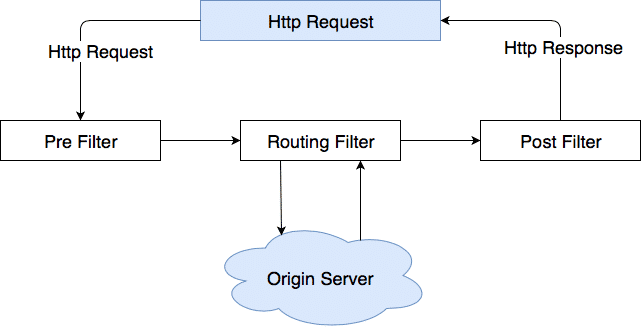 Http Request
Http Request
Http Response
Pre Filter
Routing Filter
Post Filter
Origin Server